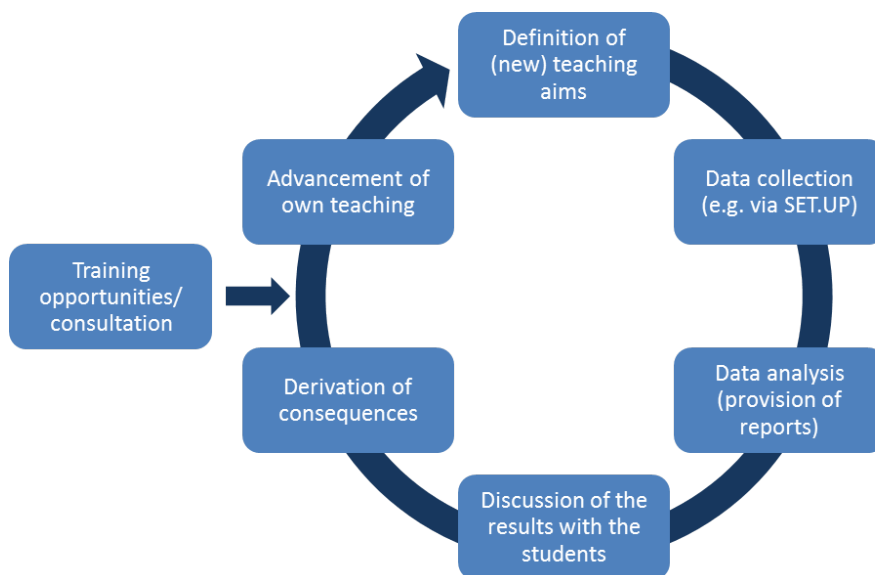 Definition of
(new) teaching
aims
Data collection
(e.g. via SET.UP)
Data analysis
(provision of
reports)
Discussion of the
results with the
students
Derivation of
consequences
Training
opportunities/
consultation
Advancement of
own teaching